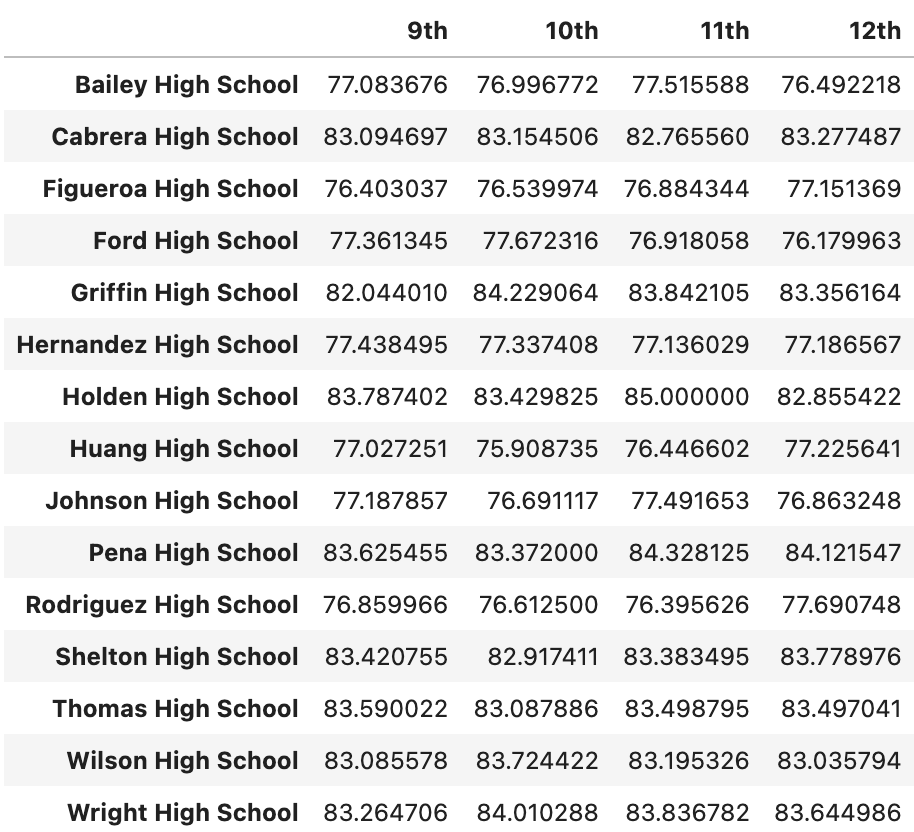 9th 10th 11th 12th
Bailey High School 77.083676 76.996772 77.515588 76.492218
Cabrera High School 83.094697 83.154506 82.765560 83.277487
Figueroa High School 76.403037 76.539974 76.884344 77.151369
Ford High School 77.361345 77.672316 76.918058 76.179963
Griffin High School 82.044010 84.229064 83.842105 83.356164
Hernandez High School 77.438495 77.337408 77.136029 77.186567
Holden High School 83.787402 83.429825 85.000000 82.855422
Huang High School 77.027251 75.908735 76.446602 77.225641
Johnson High School 77.187857 76.691117 77.491653 76.863248
Pena High School 83.625455 83.372000 84.328125 84.121547
Rodriguez High School 76.859966 76.612500 76.395626 77.690748
Shelton High School 83.420755 82.917411 83.383495 83.778976
Thomas High School 83.590022 83.087886 83.498795 83.497041
Wilson High School 83.085578 83.724422 83.195326 83.035794
Wright High School 83.264706 84.010288 83.836782 83.644986